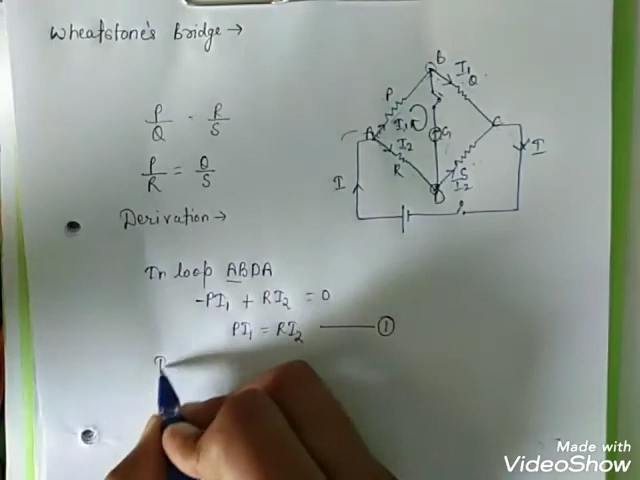 Wheatstone's Bridge →
P/Q = R/S
P/R = Q/S
Derivation →
In loop ABDA
-PI₁ + RI₂ = 0
PI₁ = RI₂ ——— ①
B
I₁
Q
P
A
I₁
G
C
I₂
R
S
I₂
D
I
I
Made with
VideoShow